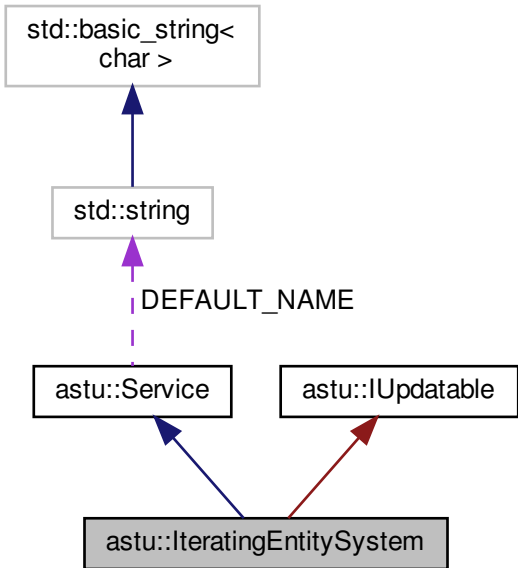 std::basic_string<
char >
std::string
DEFAULT_NAME
astu::Service
astu::IUpdatable
astu::IteratingEntitySystem